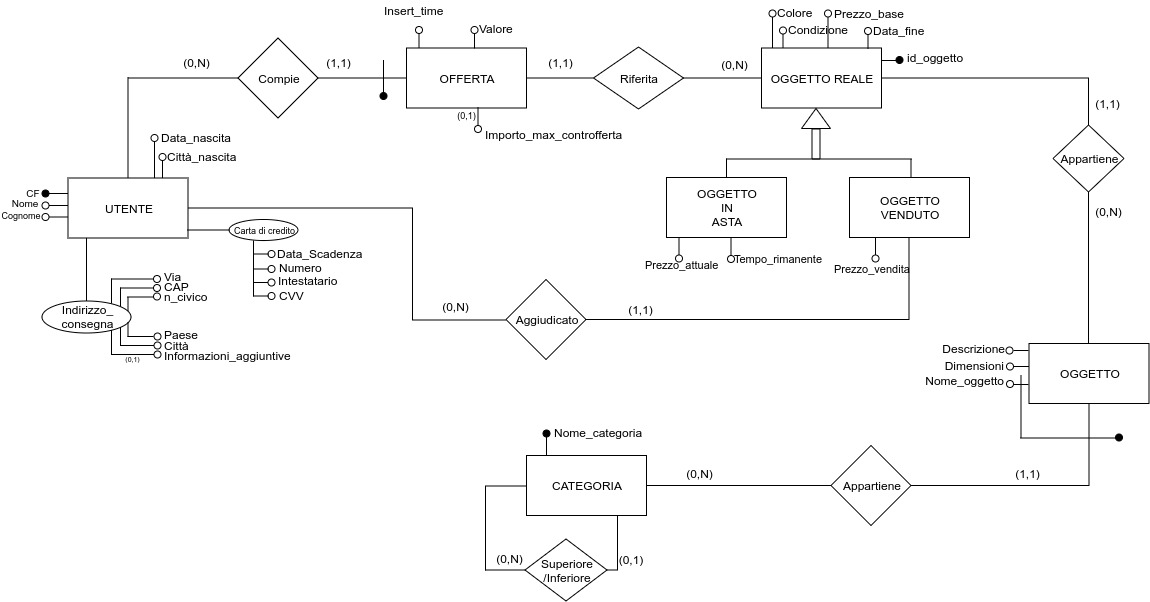 Insert_time
Valore
Colore
Prezzo_base
Condizione
Data_fine
id_oggetto
(0,N)
Compie
(1,1)
OFFERTA
(1,1)
Riferita
(0,N)
OGGETTO REALE
(0,1)
Importo_max_controfferta
(1,1)
Appartiene
(0,N)
Data_nascita
Città_nascita
CF
Nome
Cognome
UTENTE
Carta di credito
Data_Scadenza
Numero
Intestatario
CVV
OGGETTO
IN
ASTA
OGGETTO
VENDUTO
Prezzo_attuale
Tempo_rimanente
Prezzo_vendita
Via
CAP
n_civico
Indirizzo_
consegna
Paese
Città
Informazioni_aggiuntive
(0,1)
(0,N)
Aggiudicato
(1,1)
Descrizione
Dimensioni
Nome_oggetto
OGGETTO
Nome_categoria
CATEGORIA
(0,N)
Appartiene
(1,1)
(0,N)
Superiore
/Inferiore
(0,1)